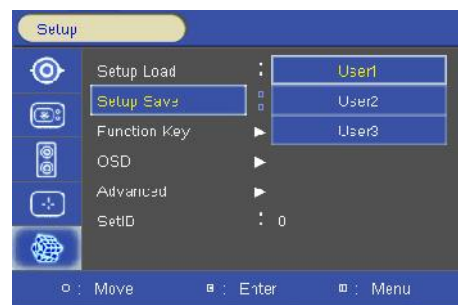 Setup
Setup Load : User1
Setup Save User2
Function Key ▶ User3
OSD ▶
Advanced ▶
SetID : 0
Move Enter Menu